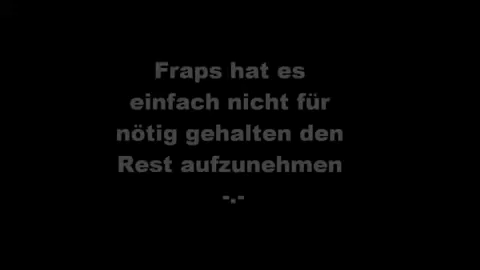 Fraps hat es
einfach nicht für
nötig gehalten den
Rest aufzunehmen
-.-